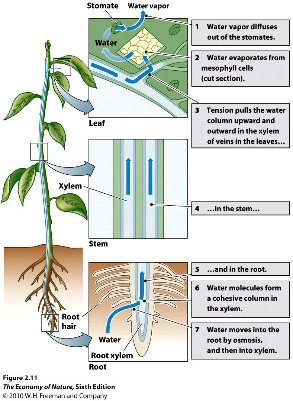 Stomate
Water vapor
Water
1 Water vapor diffuses
out of the stomates.
2 Water evaporates from
mesophyll cells
(cut section).
3 Tension pulls the water
column upward and
outward in the xylem
of veins in the leaves…
Leaf
Xylem
4 …in the stem…
Stem
5 …and in the root.
6 Water molecules form
a cohesive column in
the xylem.
7 Water moves into the
root by osmosis,
and then into xylem.
Root
hair
Water
Root xylem
Root
Figure 2.11
The Economy of Nature, Sixth Edition
© 2010 W.H. Freeman and Company